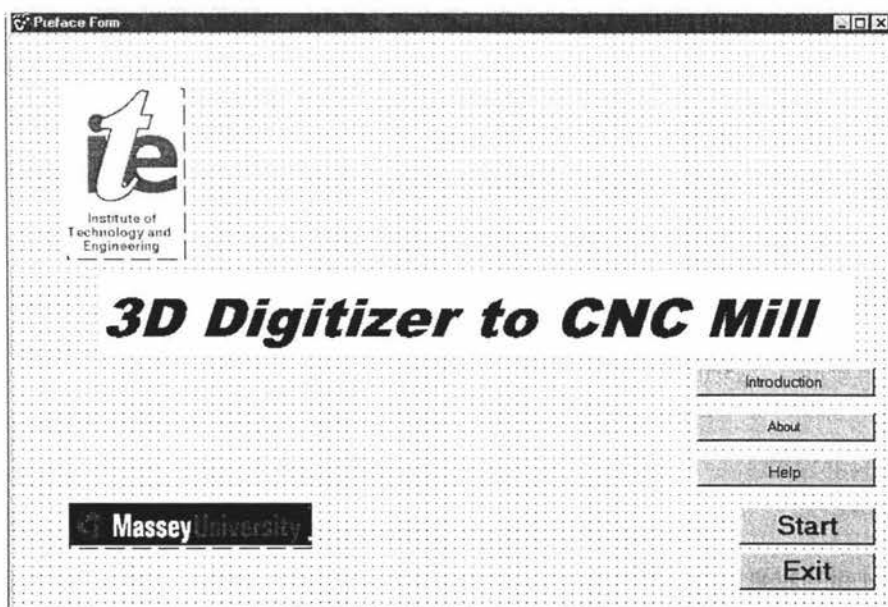 Preface Form
ite
Institute of
Technology and
Engineering
3D Digitizer to CNC Mill
Introduction
About
Help
Massey University
Start
Exit